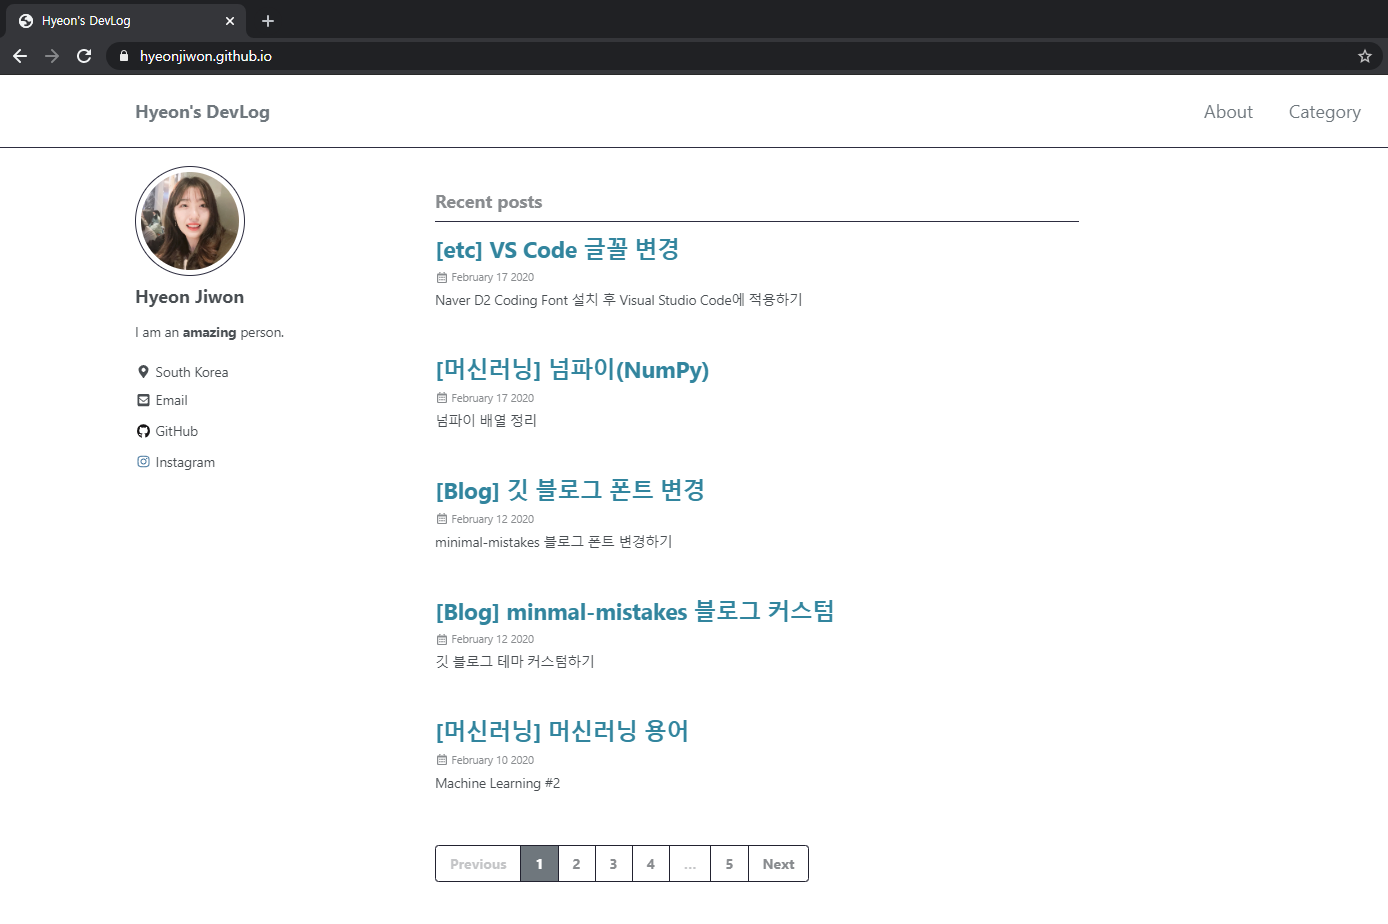 Hyeon's DevLog
hyeonjiwon.github.io
Hyeon's DevLog
About
Category
Hyeon Jiwon
I am an amazing person.
South Korea
Email
GitHub
Instagram
Recent posts
[etc] VS Code 글꼴 변경
February 17 2020
Naver D2 Coding Font 설치 후 Visual Studio Code에 적용하기
[머신러닝] 넘파이(NumPy)
February 17 2020
넘파이 배열 정리
[Blog] 깃 블로그 폰트 변경
February 12 2020
minimal-mistakes 블로그 폰트 변경하기
[Blog] minmal-mistakes 블로그 커스텀
February 12 2020
깃 블로그 테마 커스텀하기
[머신러닝] 머신러닝 용어
February 10 2020
Machine Learning #2
Previous 1 2 3 4 ... 5 Next